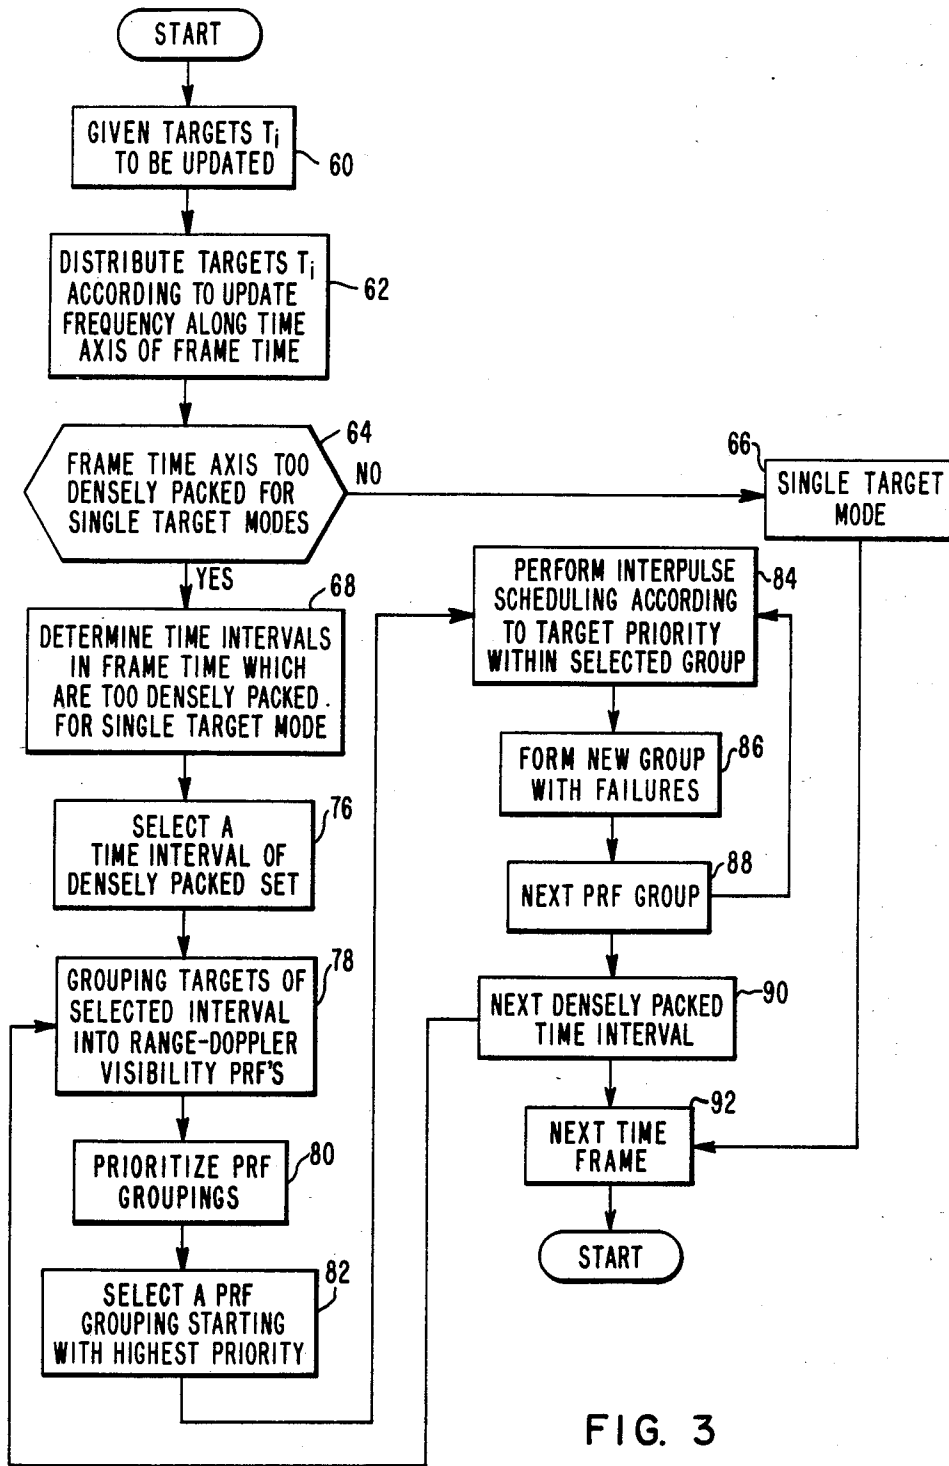 START
GIVEN TARGETS Ti
TO BE UPDATED
60
DISTRIBUTE TARGETS Ti
ACCORDING TO UPDATE
FREQUENCY ALONG TIME
AXIS OF FRAME TIME
62
FRAME TIME AXIS TOO
DENSELY PACKED FOR
SINGLE TARGET MODES
64
NO
YES
66
SINGLE TARGET
MODE
68
DETERMINE TIME INTERVALS
IN FRAME TIME WHICH
ARE TOO DENSELY PACKED.
FOR SINGLE TARGET MODE
76
SELECT A
TIME INTERVAL OF
DENSELY PACKED SET
78
GROUPING TARGETS OF
SELECTED INTERVAL
INTO RANGE-DOPPLER
VISIBILITY PRF'S
80
PRIORITIZE PRF
GROUPINGS
82
SELECT A PRF
GROUPING STARTING
WITH HIGHEST PRIORITY
84
PERFORM INTERPULSE
SCHEDULING ACCORDING
TO TARGET PRIORITY
WITHIN SELECTED GROUP
86
FORM NEW GROUP
WITH FAILURES
88
NEXT PRF GROUP
90
NEXT DENSELY PACKED
TIME INTERVAL
92
NEXT TIME
FRAME
START
FIG. 3